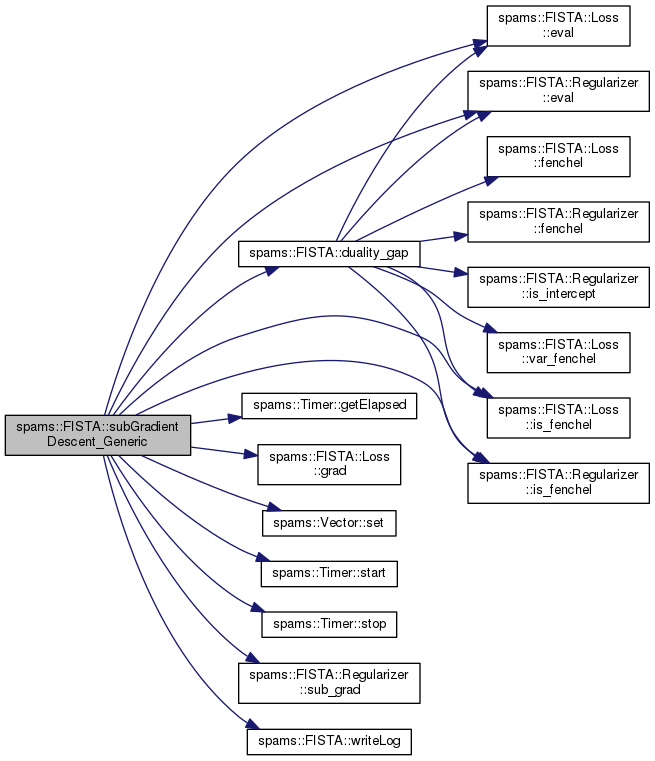 spams::FISTA::Loss
::eval
spams::FISTA::Regularizer
::eval
spams::FISTA::Loss
::fenchel
spams::FISTA::Regularizer
::fenchel
spams::FISTA::duality_gap
spams::FISTA::Regularizer
::is_intercept
spams::FISTA::Loss
::var_fenchel
spams::Timer::getElapsed
spams::FISTA::Loss
::is_fenchel
spams::FISTA::subGradient
Descent_Generic
spams::FISTA::Loss
::grad
spams::FISTA::Regularizer
::is_fenchel
spams::Vector::set
spams::Timer::start
spams::Timer::stop
spams::FISTA::Regularizer
::sub_grad
spams::FISTA::writeLog